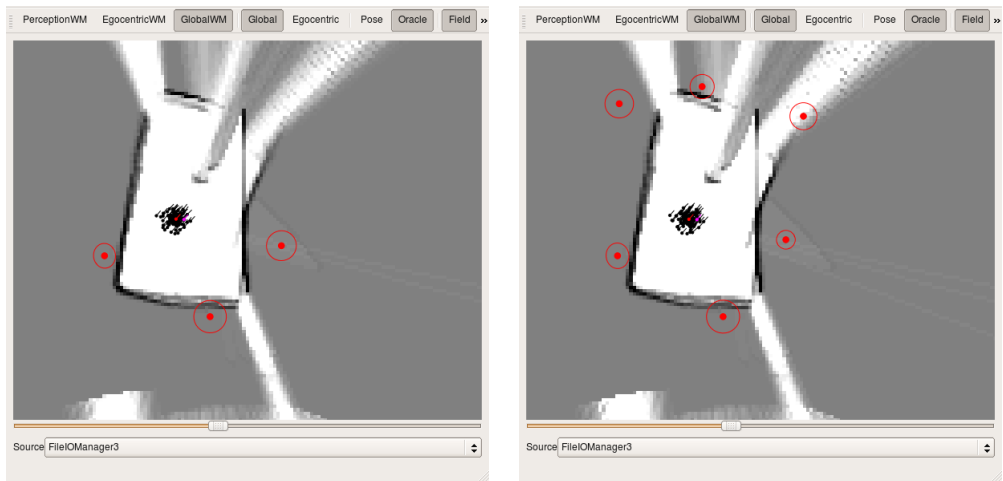 PerceptionWM EgocentricWM GlobalWM Global Egocentric Pose Oracle Field »
Source FileIOManager3
PerceptionWM EgocentricWM GlobalWM Global Egocentric Pose Oracle Field »
Source FileIOManager3